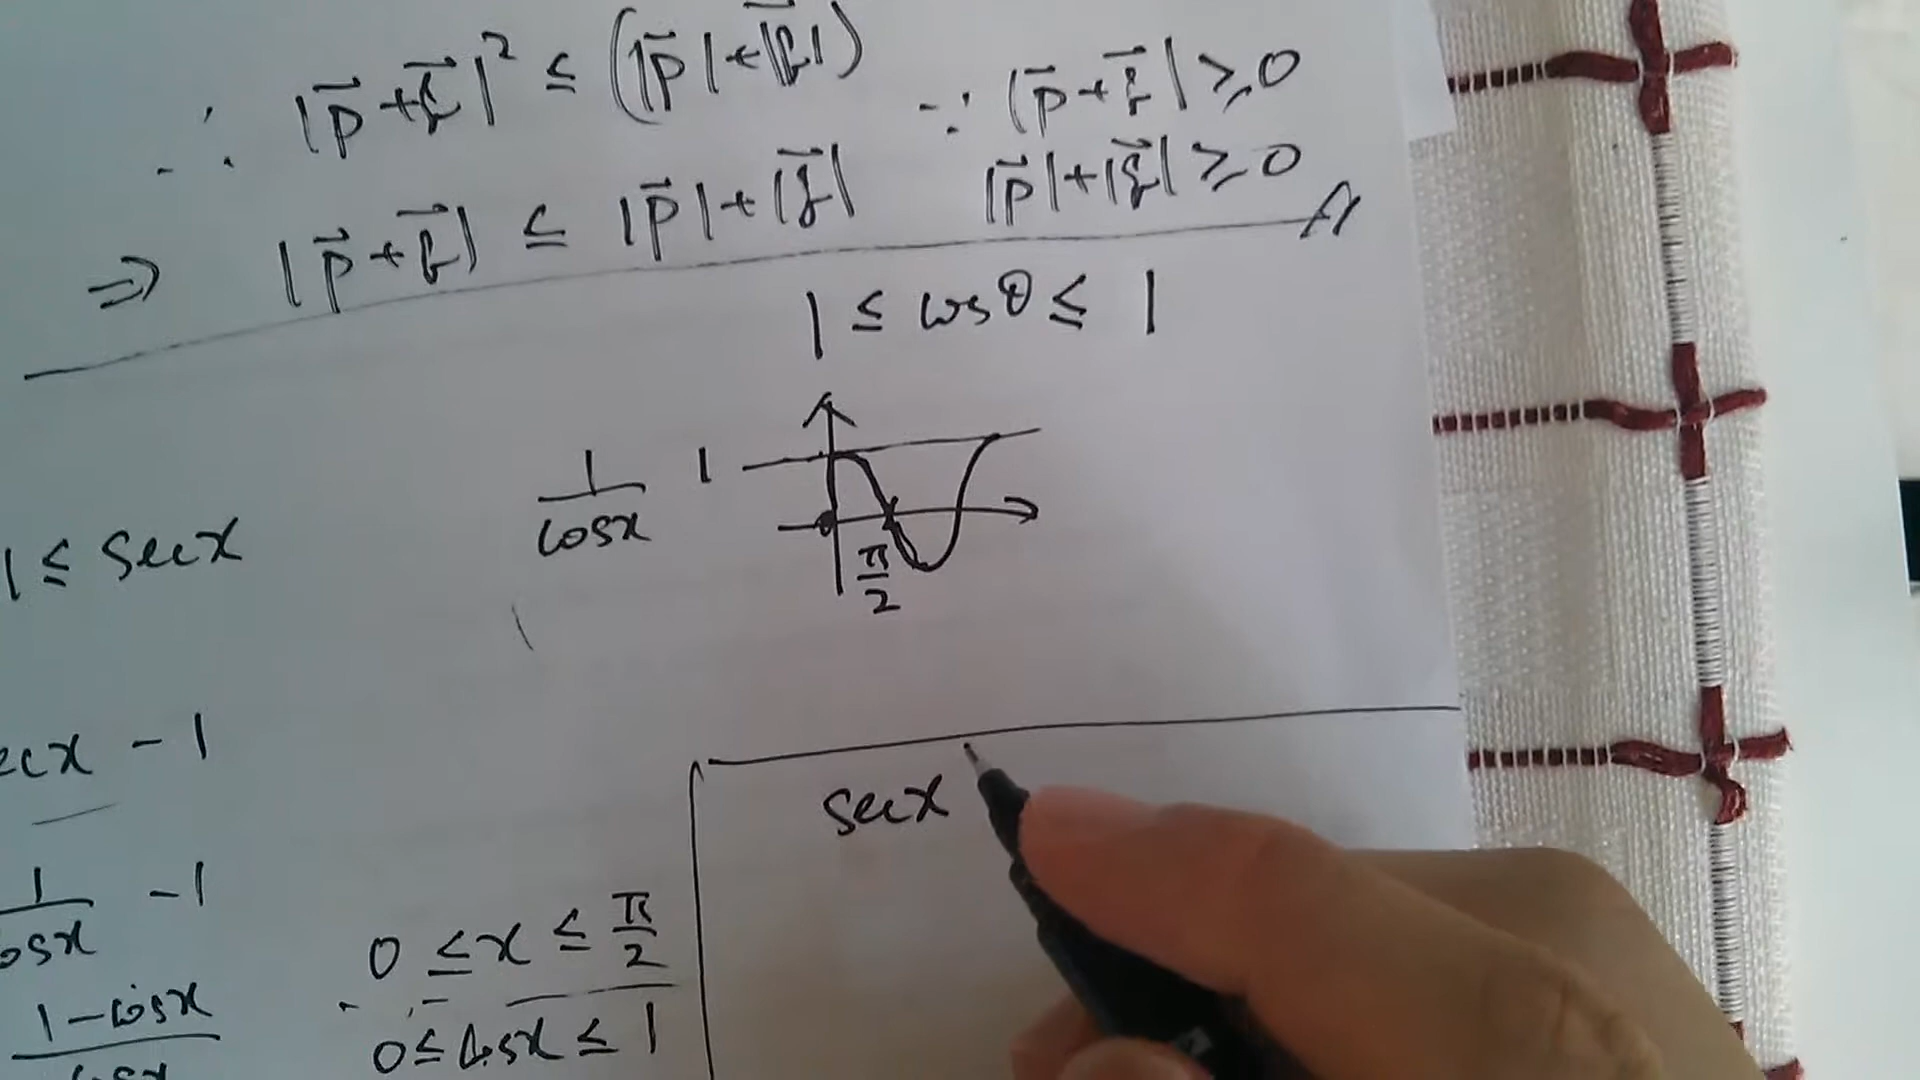 ∴ |p⃗+q⃗|² ≤ (|p⃗|+|q⃗|) ∵ |p⃗+q⃗| ≥ 0
⇒ |p⃗+q⃗| ≤ |p⃗|+|q⃗| |p⃗|+|q⃗| ≥ 0
1 ≤ cosθ ≤ 1
1/cosx 1
1 ≤ secx
π/2
ecx - 1
secx
1/osx - 1
0 ≤ x ≤ π/2
1-cosx
0 ≤ cosx ≤ 1